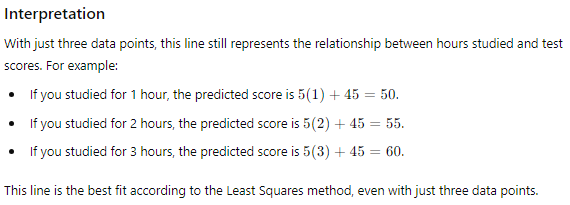 Interpretation
With just three data points, this line still represents the relationship between hours studied and test
scores. For example:
• If you studied for 1 hour, the predicted score is 5(1) + 45 = 50.
• If you studied for 2 hours, the predicted score is 5(2) + 45 = 55.
• If you studied for 3 hours, the predicted score is 5(3) + 45 = 60.
This line is the best fit according to the Least Squares method, even with just three data points.